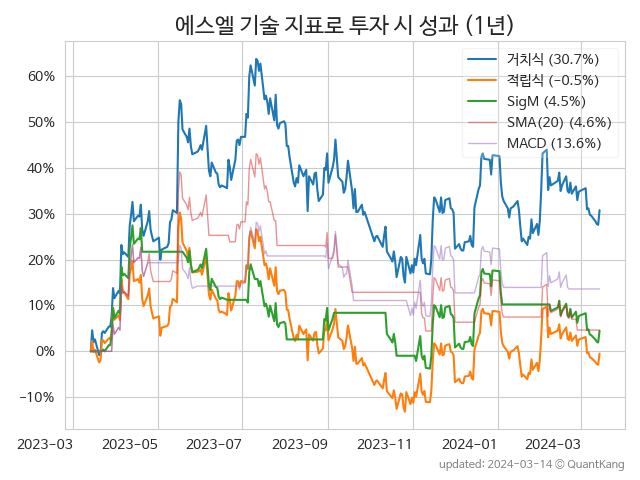 에스엘 기술 지표로 투자 시 성과 (1년)
거치식 (30.7%)
적립식 (−0.5%)
SigM (4.5%)
SMA(20) (4.6%)
MACD (13.6%)
60%
50%
40%
30%
20%
10%
0%
−10%
2023−03
2023−05
2023−07
2023−09
2023−11
2024−01
2024−03
updated: 2024−03−14 © QuantKang